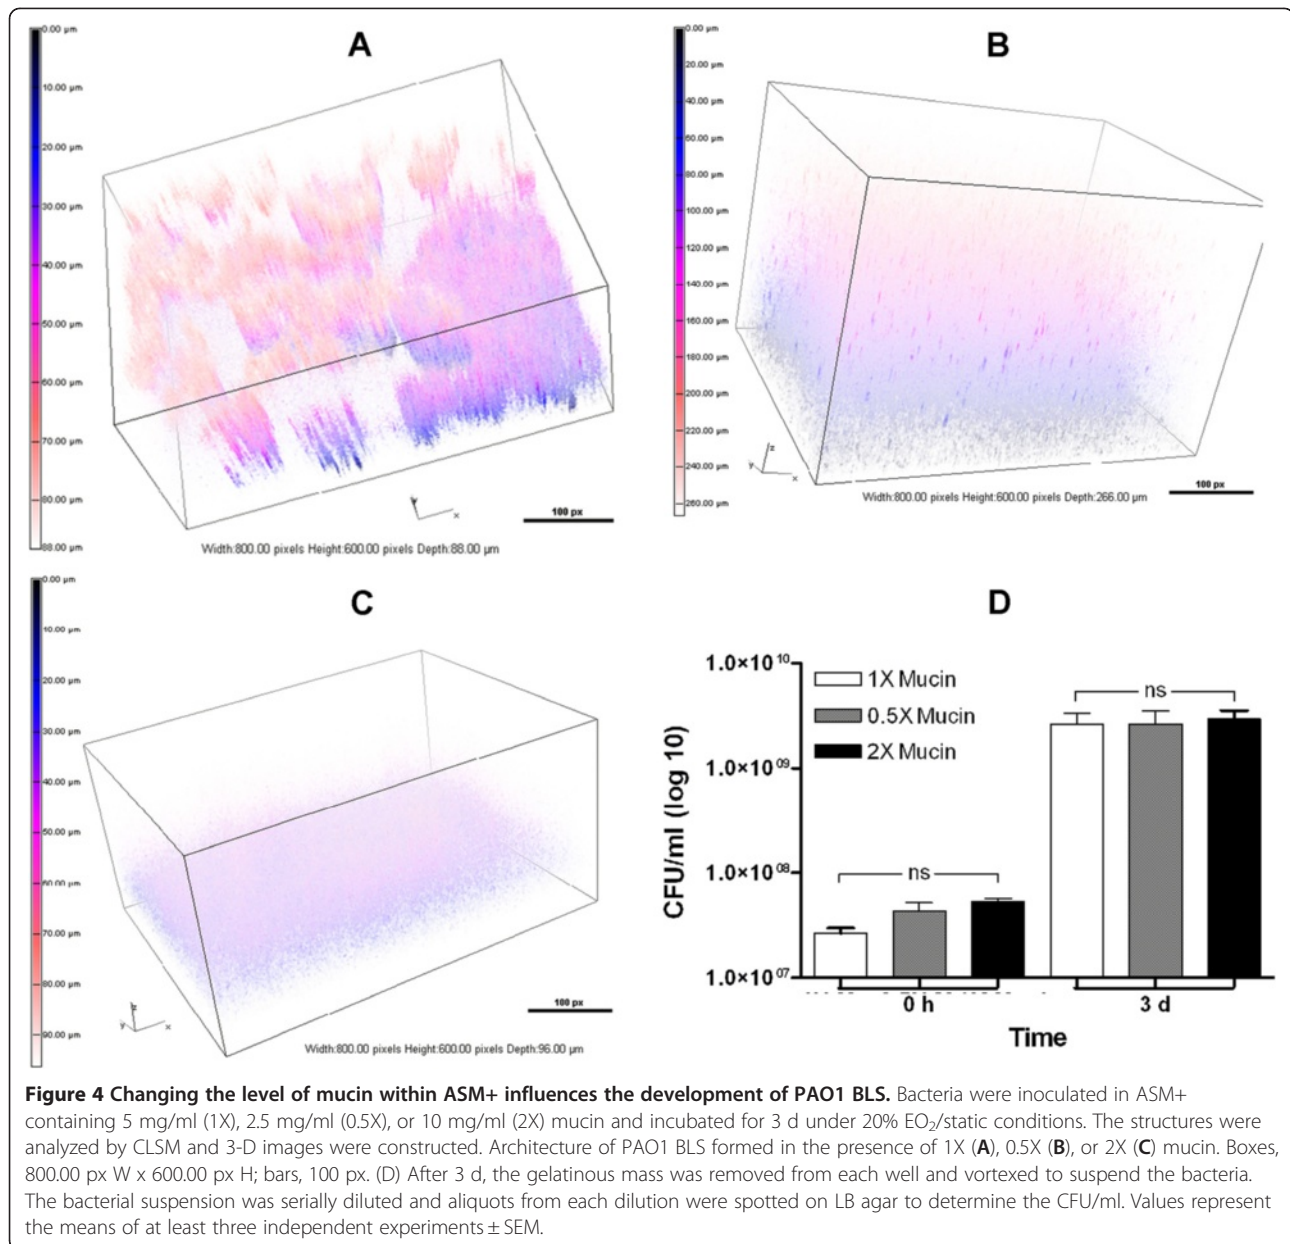 A
0.00 µm
10.00 µm
20.00 µm
30.00 µm
40.00 µm
50.00 µm
60.00 µm
70.00 µm
80.00 µm
88.00 µm
y
x
100 px
Width:800.00 pixels Height:600.00 pixels Depth:88.00 µm
B
0.00 µm
20.00 µm
40.00 µm
60.00 µm
80.00 µm
100.00 µm
120.00 µm
140.00 µm
160.00 µm
180.00 µm
200.00 µm
220.00 µm
240.00 µm
260.00 µm
z
y
x
100 px
Width:800.00 pixels Height:600.00 pixels Depth:266.00 µm
C
0.00 µm
10.00 µm
20.00 µm
30.00 µm
40.00 µm
50.00 µm
60.00 µm
70.00 µm
80.00 µm
90.00 µm
z
y
x
100 px
Width:800.00 pixels Height:600.00 pixels Depth:96.00 µm
D
1.0×10 10
1.0×10 09
1.0×10 08
1.0×10 07
CFU/ml (log 10)
1X Mucin
0.5X Mucin
2X Mucin
ns
ns
0 h
3 d
Time
Figure 4 Changing the level of mucin within ASM+ influences the development of PAO1 BLS. Bacteria were inoculated in ASM+
containing 5 mg/ml (1X), 2.5 mg/ml (0.5X), or 10 mg/ml (2X) mucin and incubated for 3 d under 20% EO₂/static conditions. The structures were
analyzed by CLSM and 3-D images were constructed. Architecture of PAO1 BLS formed in the presence of 1X (A), 0.5X (B), or 2X (C) mucin. Boxes,
800.00 px W x 600.00 px H; bars, 100 px. (D) After 3 d, the gelatinous mass was removed from each well and vortexed to suspend the bacteria.
The bacterial suspension was serially diluted and aliquots from each dilution were spotted on LB agar to determine the CFU/ml. Values represent
the means of at least three independent experiments ± SEM.